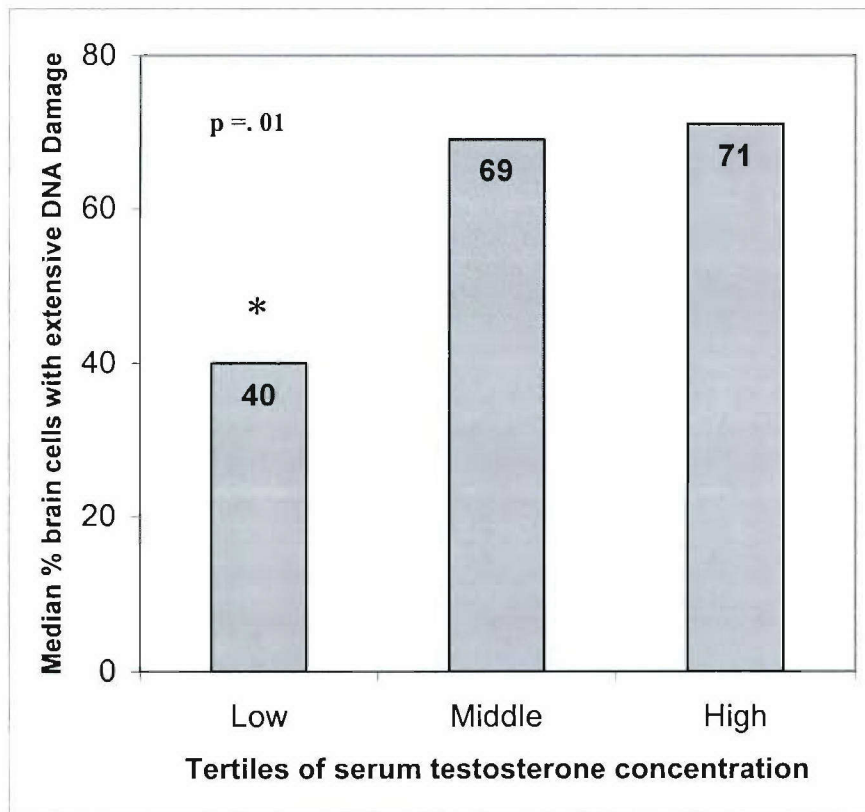 Median % brain cells with extensive DNA Damage
80
60
40
20
0
p =. 01
*
40
69
71
Low Middle High
Tertiles of serum testosterone concentration